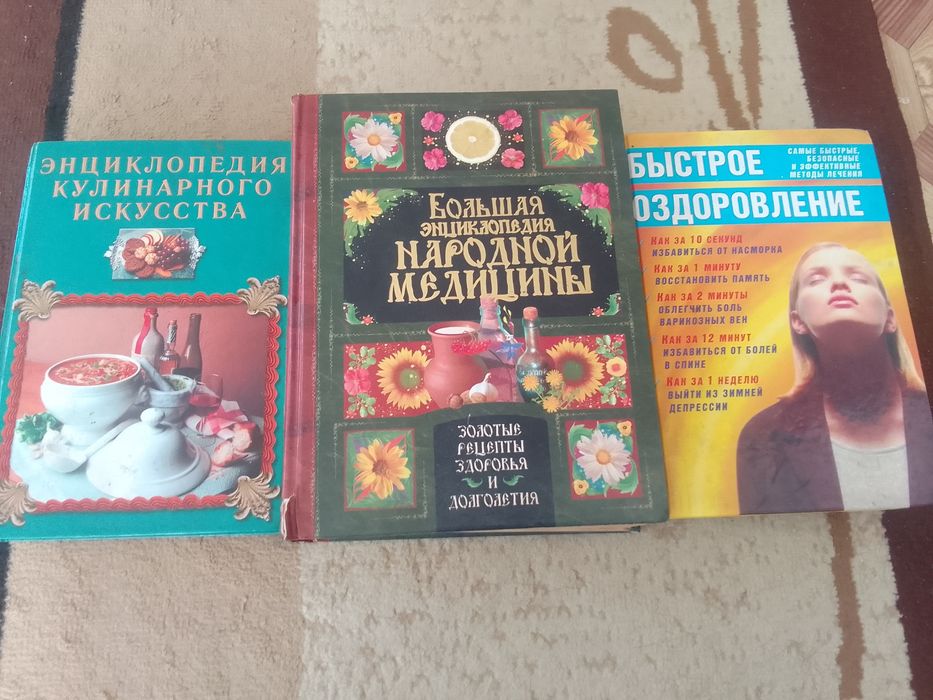 ЭНЦИКЛОПЕДИЯ
КУЛИНАРНОГО
ИСКУССТВА
БОЛЬШАЯ
ЭНЦИКЛОПЕДИЯ
НАРОДНОЙ
МЕДИЦИНЫ
ЗОЛОТЫЕ
РЕЦЕПТЫ
ЗДОРОВЬЯ
И
ДОЛГОЛЕТИЯ
БЫСТРОЕ
САМЫЕ БЫСТРЫЕ,
БЕЗОПАСНЫЕ
И ЭФФЕКТИВНЫЕ
МЕТОДЫ ЛЕЧЕНИЯ
ОЗДОРОВЛЕНИЕ
КАК ЗА 10 СЕКУНД
ИЗБАВИТЬСЯ ОТ НАСМОРКА
КАК ЗА 1 МИНУТУ
ВОССТАНОВИТЬ ПАМЯТЬ
КАК ЗА 2 МИНУТЫ
ОБЛЕГЧИТЬ БОЛЬ
ВАРИКОЗНЫХ ВЕН
КАК ЗА 12 МИНУТ
ИЗБАВИТЬСЯ ОТ БОЛЕЙ
В СПИНЕ
КАК ЗА 1 НЕДЕЛЮ
ВЫЙТИ ИЗ ЗИМНЕЙ
ДЕПРЕССИИ